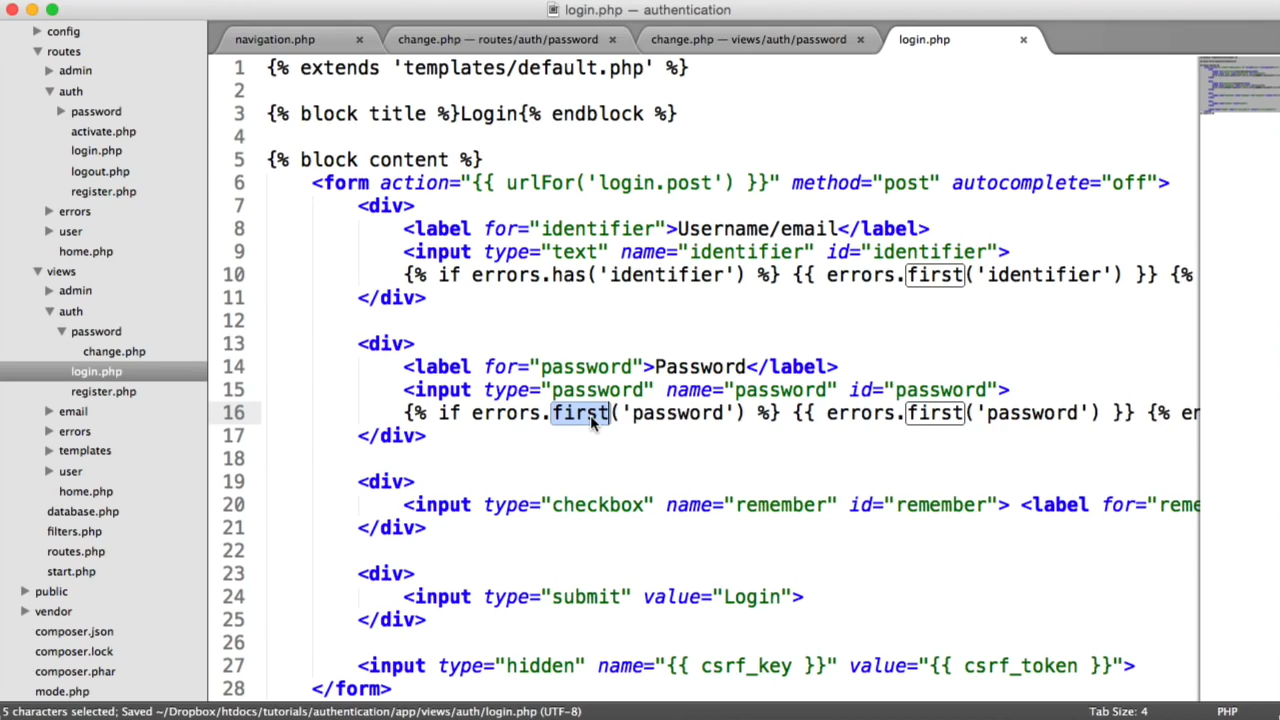 login.php — authentication
config
routes
admin
auth
password
activate.php
login.php
logout.php
register.php
errors
user
home.php
views
admin
auth
password
change.php
login.php
register.php
email
errors
templates
user
home.php
database.php
filters.php
routes.php
start.php
public
vendor
composer.json
composer.lock
composer.phar
mode.php
navigation.php × change.php — routes/auth/password × change.php — views/auth/password × login.php ×
1 {% extends 'templates/default.php' %}
2
3 {% block title %}Login{% endblock %}
4
5 {% block content %}
6 <form action="{{ urlFor('login.post') }}" method="post" autocomplete="off">
7 <div>
8 <label for="identifier">Username/email</label>
9 <input type="text" name="identifier" id="identifier">
10 {% if errors.has('identifier') %} {{ errors.first('identifier') }} {%
11 </div>
12
13 <div>
14 <label for="password">Password</label>
15 <input type="password" name="password" id="password">
16 {% if errors.first('password') %} {{ errors.first('password') }} {% er
17 </div>
18
19 <div>
20 <input type="checkbox" name="remember" id="remember"> <label for="reme
21 </div>
22
23 <div>
24 <input type="submit" value="Login">
25 </div>
26
27 <input type="hidden" name="{{ csrf_key }}" value="{{ csrf_token }}">
28 </form>
5 characters selected; Saved ~/Dropbox/htdocs/tutorials/authentication/app/views/auth/login.php (UTF-8) Tab Size: 4 PHP